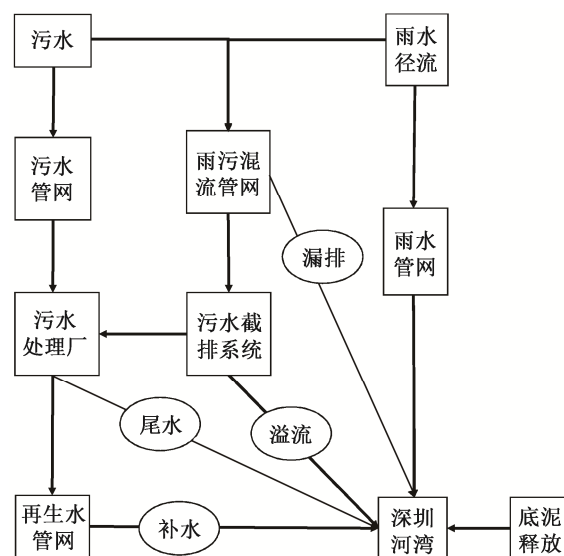 污水
雨水
径流
污水
管网
雨污混
流管网
雨水
管网
漏排
污水
处理厂
污水截
排系统
尾水
溢流
再生水
管网
补水
深圳
河湾
底泥
释放